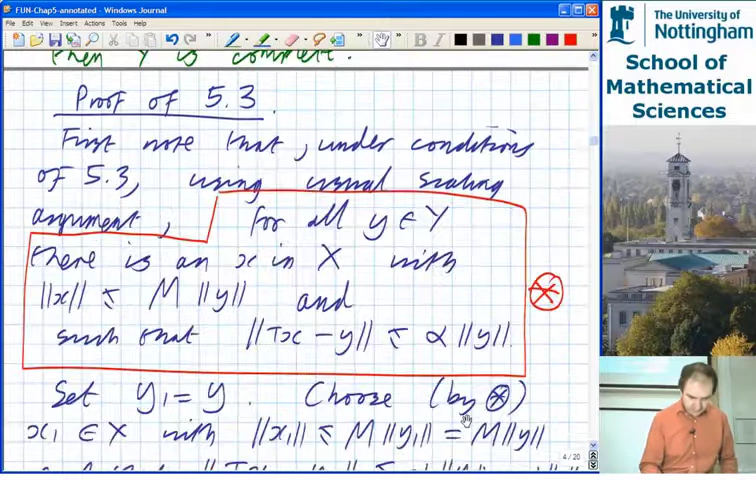 FUN-Chap5-annotated - Windows Journal
File Edit View Insert Actions Tools Help
B I
then Y is complete.
Proof of 5.3
First note that, under conditions
of 5.3, using usual scaling
argument, for all y ∈ Y
there is an x in X with
||x|| ≤ M ||y|| and
such that ||Tx - y|| ≤ α ||y||.
Set y₁ = y. Choose (by ⊛)
x₁ ∈ X with ||x₁|| ≤ M ||y₁|| = M ||y||
4 / 20
The University of
Nottingham
School of
Mathematical
Sciences